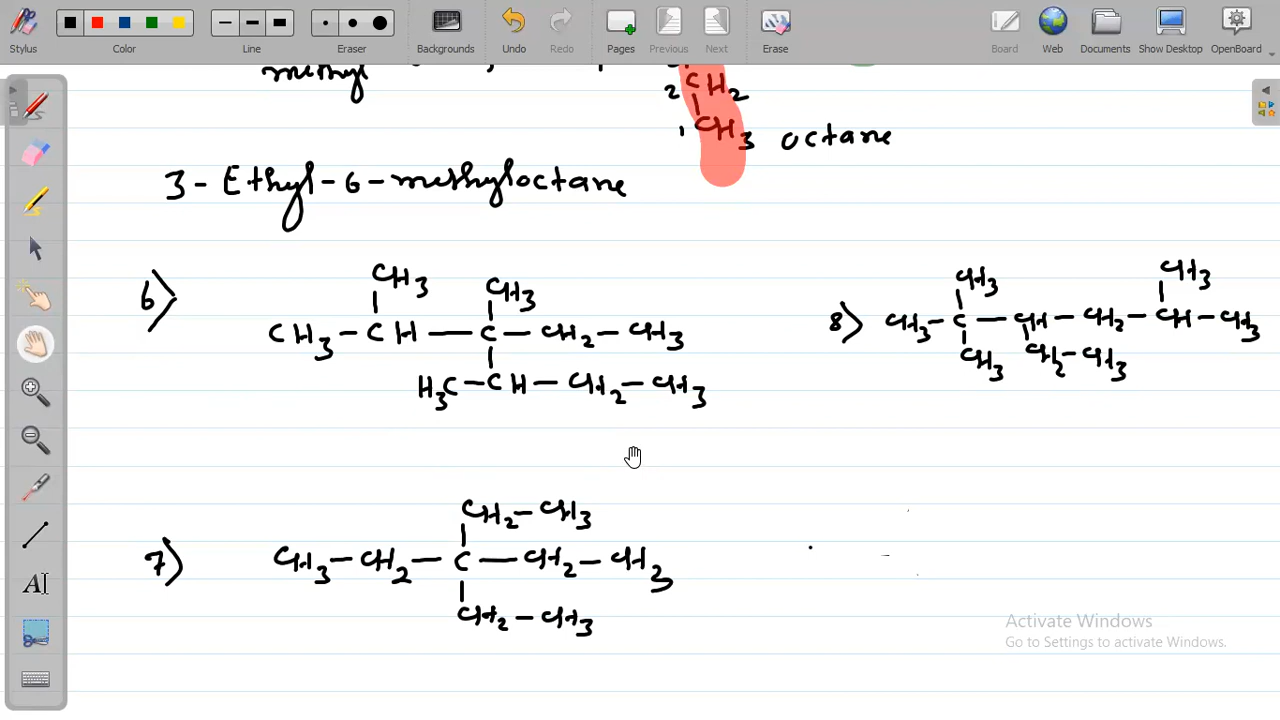 Stylus
Color
Line
Eraser
Backgrounds
Undo
Redo
Pages
Previous
Next
Erase
Board
Web
Documents
Show Desktop
OpenBoard
methyl
2 CH2
1 CH3 octane
3 - Ethyl - 6 - methyloctane
6)
CH3
CH3
CH3 - CH - C - CH2 - CH3
H3C - CH - CH2 - CH3
8)
CH3
CH3
CH3 - C - CH - CH2 - CH - CH3
CH3
CH2 - CH3
7)
CH2 - CH3
CH3 - CH2 - C - CH2 - CH3
CH2 - CH3
Activate Windows
Go to Settings to activate Windows.